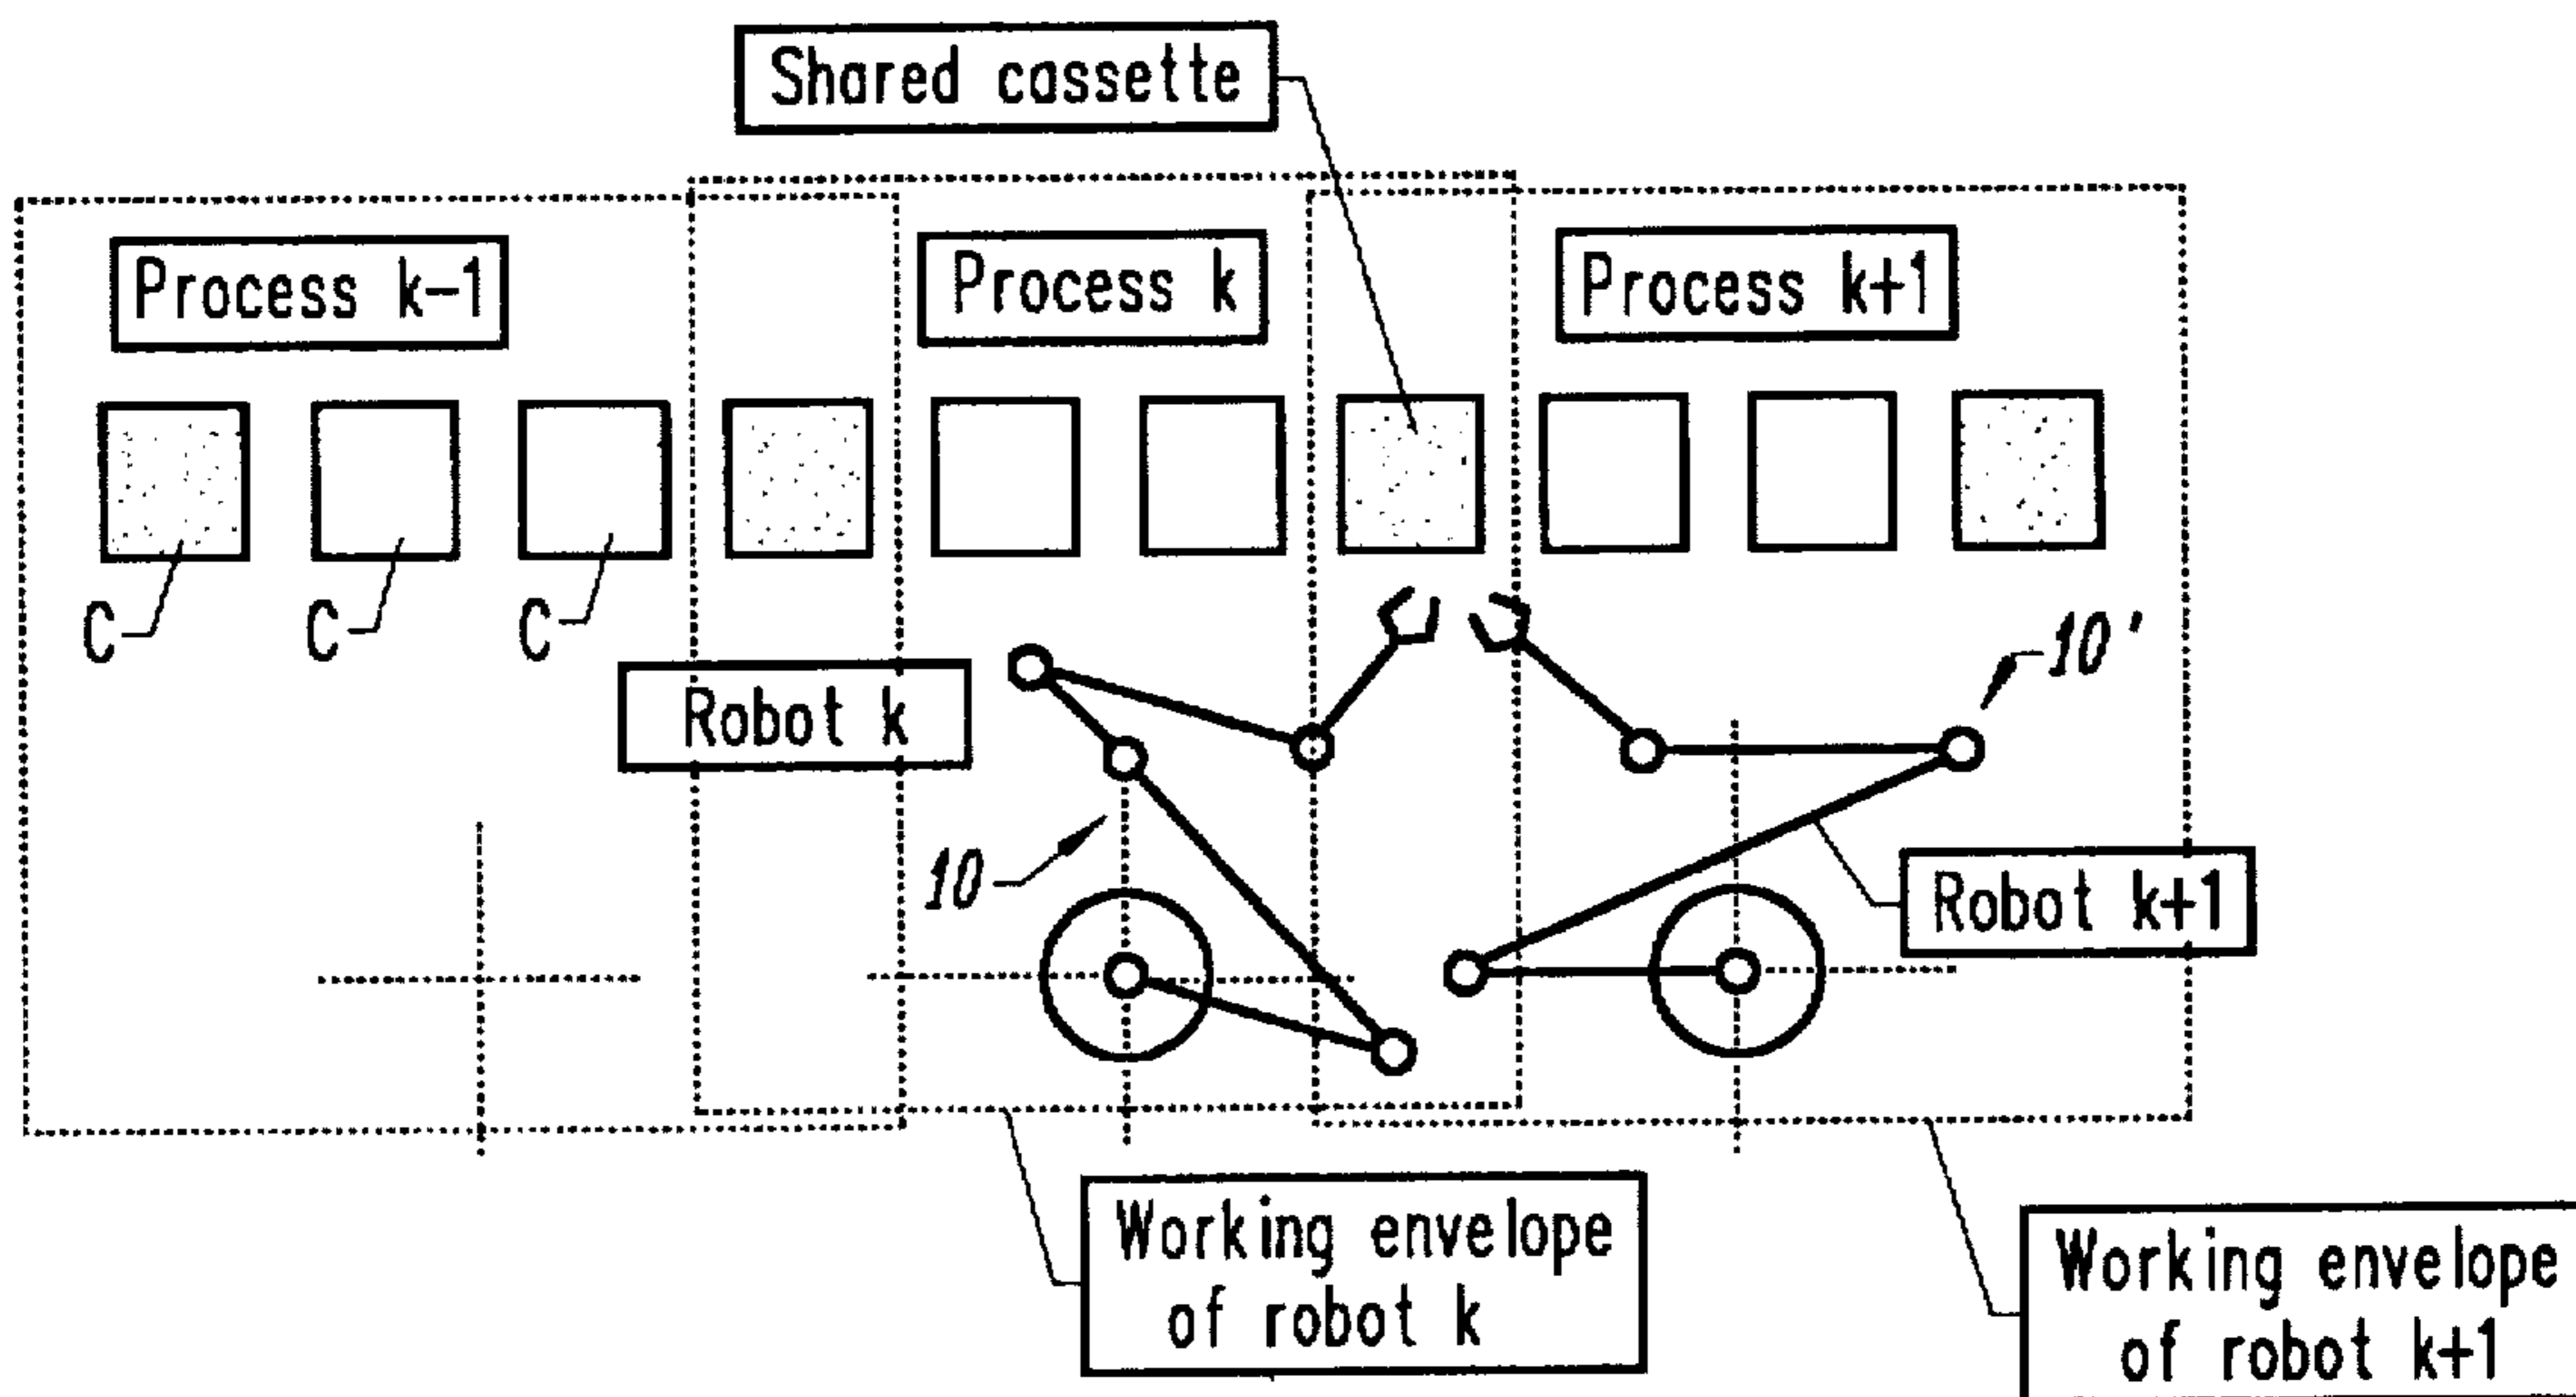 Shared cassette
Process k-1
Process k
Process k+1
C
C
C
10'
Robot k
10
Robot k+1
Working envelope
of robot k
Working envelope
of robot k+1